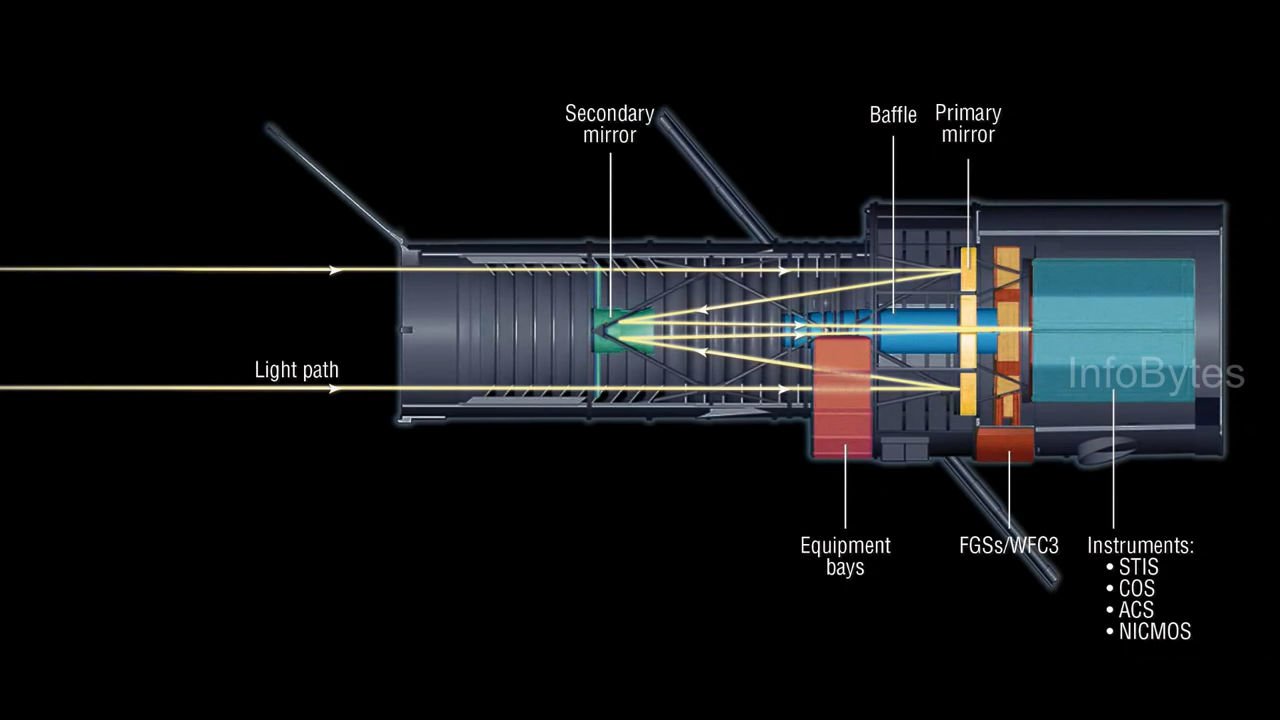 Secondary
mirror
Baffle
Primary
mirror
Light path
InfoBytes
Equipment
bays
FGSs/WFC3
Instruments:
• STIS
• COS
• ACS
• NICMOS